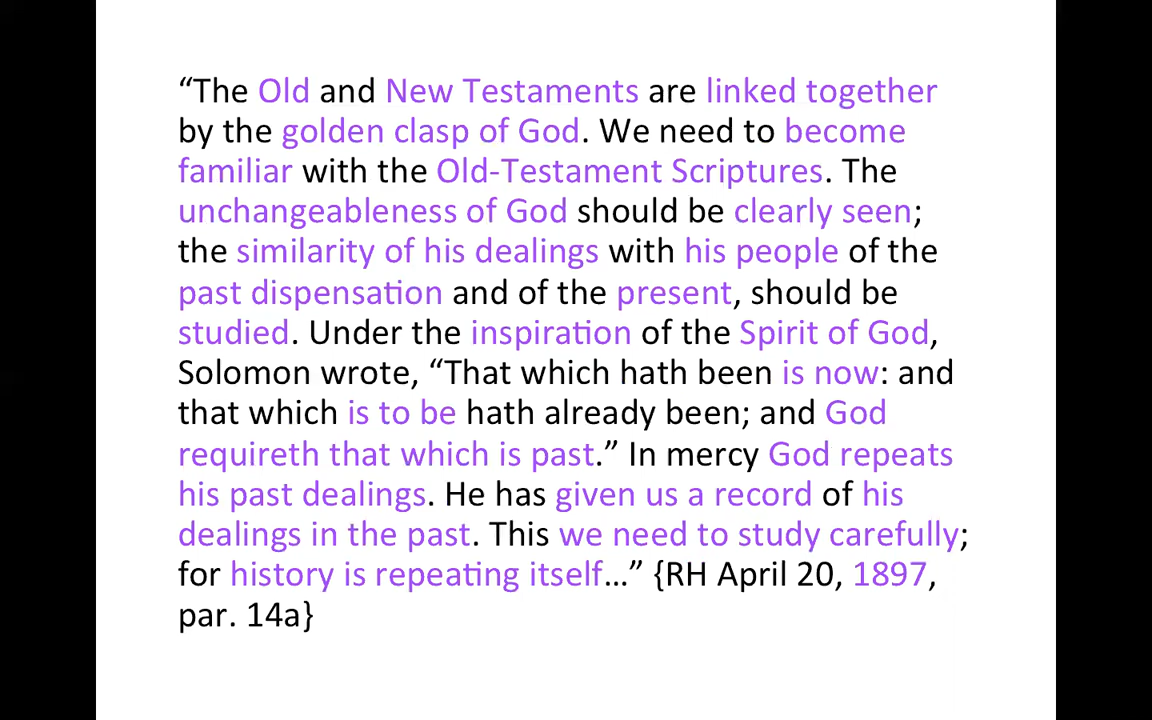 “The Old and New Testaments are linked together
by the golden clasp of God. We need to become
familiar with the Old-Testament Scriptures. The
unchangeableness of God should be clearly seen;
the similarity of his dealings with his people of the
past dispensation and of the present, should be
studied. Under the inspiration of the Spirit of God,
Solomon wrote, “That which hath been is now: and
that which is to be hath already been; and God
requireth that which is past.” In mercy God repeats
his past dealings. He has given us a record of his
dealings in the past. This we need to study carefully;
for history is repeating itself…” {RH April 20, 1897,
par. 14a}